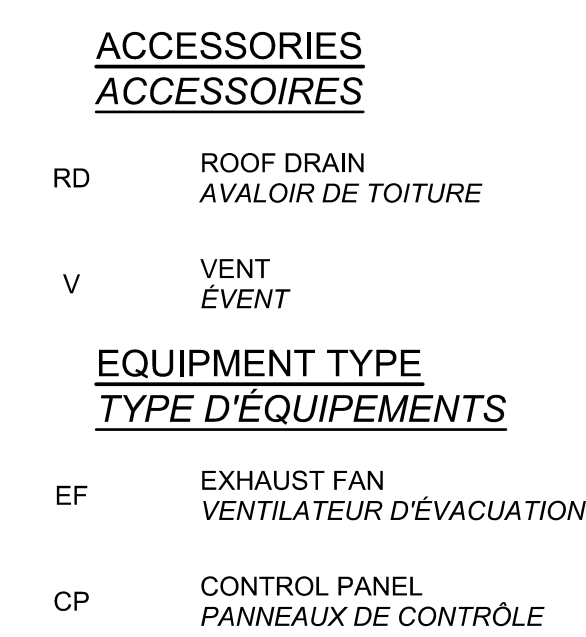 ACCESSORIES
ACCESSOIRES
RD
ROOF DRAIN
AVALOIR DE TOITURE
V
VENT
ÉVENT
EQUIPMENT TYPE
TYPE D'ÉQUIPEMENTS
EF
EXHAUST FAN
VENTILATEUR D'ÉVACUATION
CP
CONTROL PANEL
PANNEAUX DE CONTRÔLE